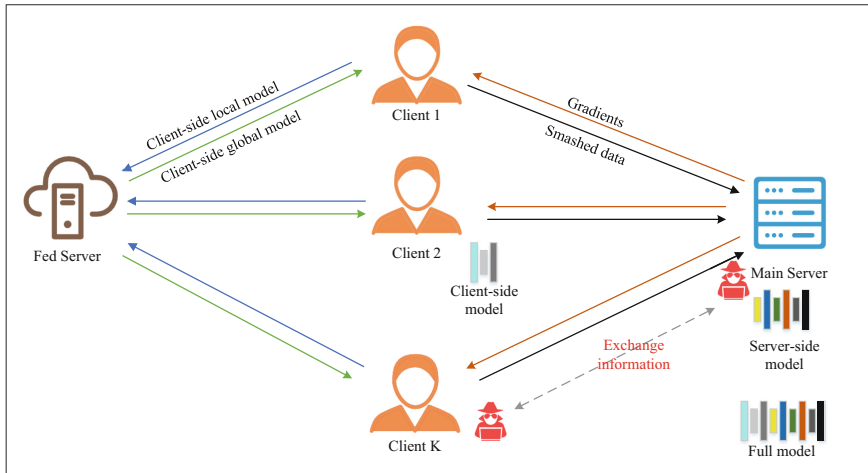 Client-side local model
Client-side global model
Client 1
Gradients
Smashed data
Fed Server
Client 2
Client-side
model
Main Server
Server-side
model
Exchange
information
Client K
Full model